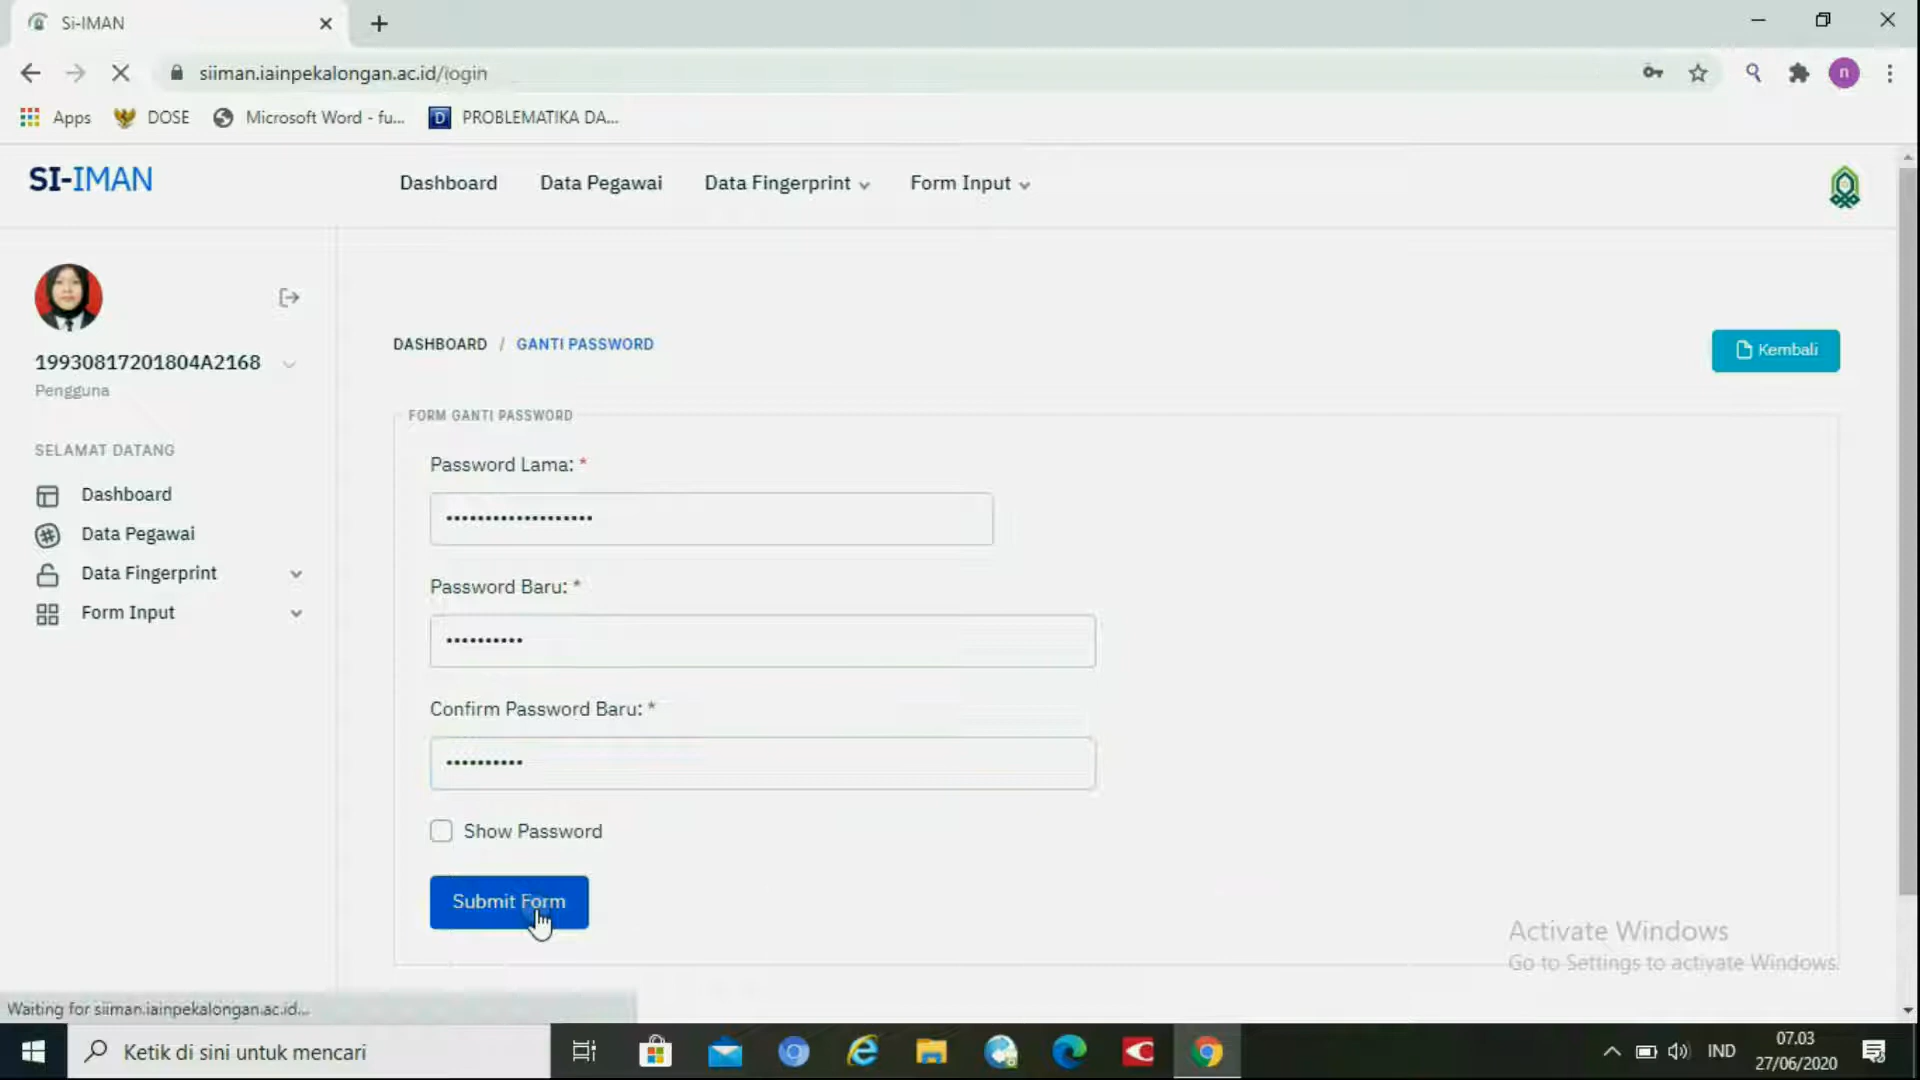 Si-IMAN
siiman.iainpekalongan.ac.id/login
n
Apps
DOSE
Microsoft Word - fu...
D
PROBLEMATIKA DA...
SI-IMAN
Dashboard
Data Pegawai
Data Fingerprint
Form Input
19930817201804A2168
Pengguna
SELAMAT DATANG
Dashboard
Data Pegawai
Data Fingerprint
Form Input
DASHBOARD / GANTI PASSWORD
Kembali
FORM GANTI PASSWORD
Password Lama: *
•••••••••••••••••••
Password Baru: *
••••••••••
Confirm Password Baru: *
••••••••••
Show Password
Submit Form
Activate Windows
Go to Settings to activate Windows.
Waiting for siiman.iainpekalongan.ac.id...
Ketik di sini untuk mencari
IND
07.03
27/06/2020